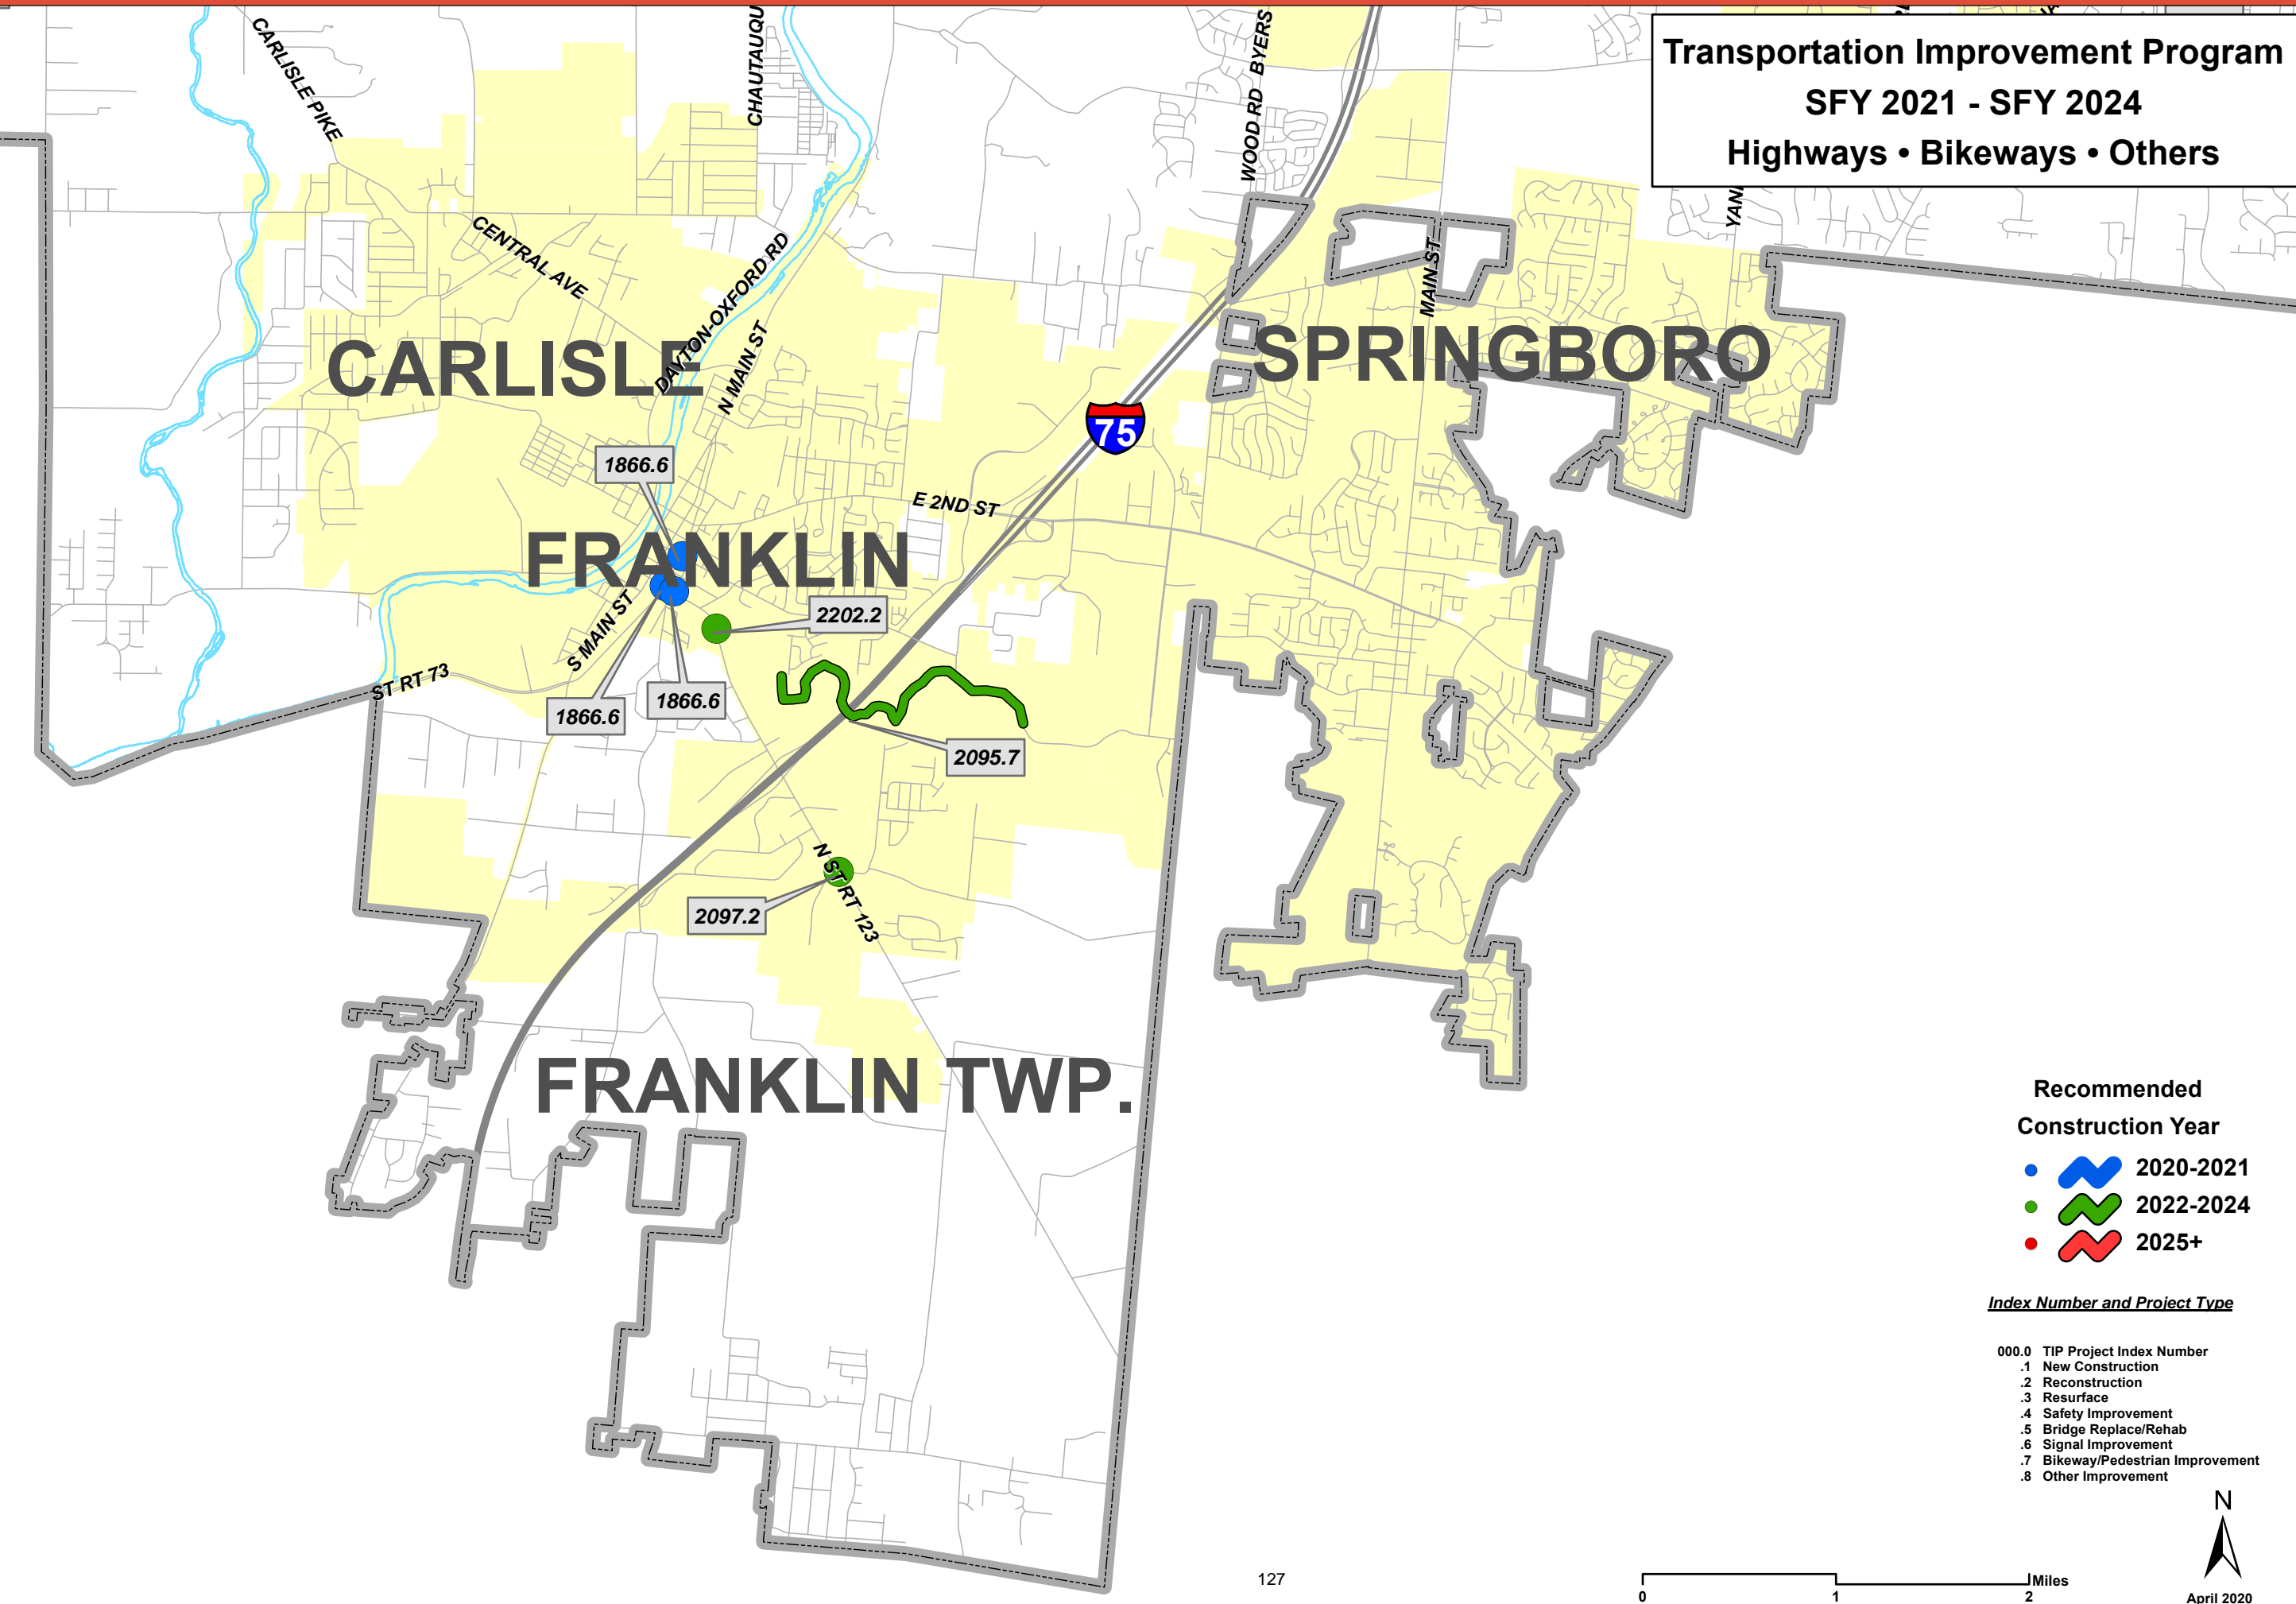 Transportation Improvement Program
SFY 2021 - SFY 2024
Highways • Bikeways • Others
CARLISLE PIKE
CHAUTAUQU
WOOD RD
BYERS
YAN
CENTRAL AVE
DAYTON-OXFORD RD
N MAIN ST
MAIN ST
CARLISLE
SPRINGBORO
75
1866.6
E 2ND ST
FRANKLIN
2202.2
S MAIN ST
ST RT 73
1866.6
1866.6
2095.7
N ST RT 123
2097.2
FRANKLIN TWP.
Recommended
Construction Year
2020-2021
2022-2024
2025+
Index Number and Project Type
000.0 TIP Project Index Number
.1 New Construction
.2 Reconstruction
.3 Resurface
.4 Safety Improvement
.5 Bridge Replace/Rehab
.6 Signal Improvement
.7 Bikeway/Pedestrian Improvement
.8 Other Improvement
N
127
0 1 2 Miles
April 2020